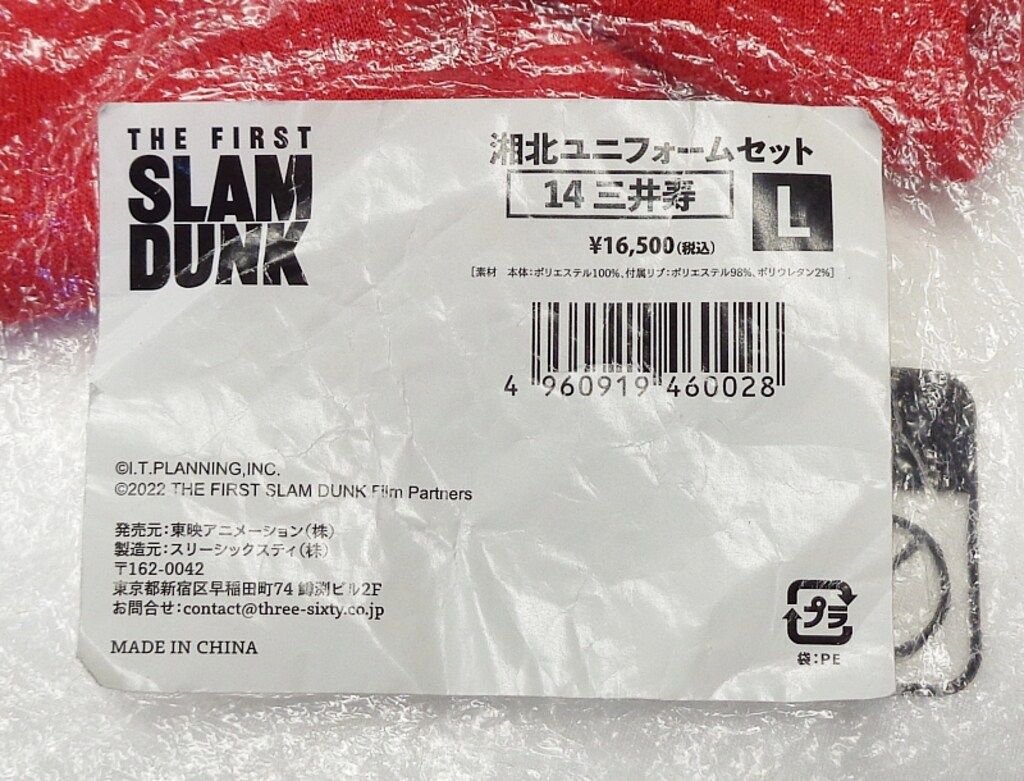 THE FIRST
SLAM
DUNK
湘北ユニフォームセット
14 三井寿
L
¥16,500(税込)
[素材 本体:ポリエステル100%、付属リブ:ポリエステル98%、ポリウレタン2%]
4 960919 460028
©I.T.PLANNING,INC.
©2022 THE FIRST SLAM DUNK Film Partners
発売元:東映アニメーション(株)
製造元:スリーシックスティ(株)
〒162-0042
東京都新宿区早稲田町74 鱒渕ビル2F
お問合せ:contact@three-sixty.co.jp
MADE IN CHINA
プラ
袋:PE